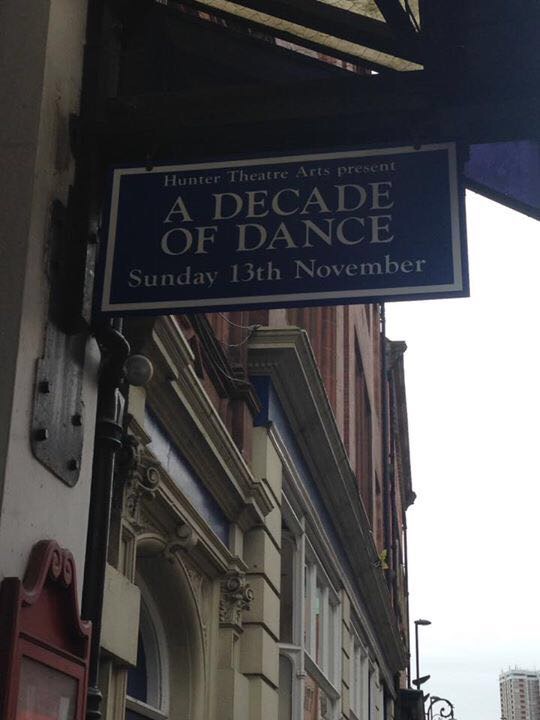 Hunter Theatre Arts present
A DECADE
OF DANCE
Sunday 13th November